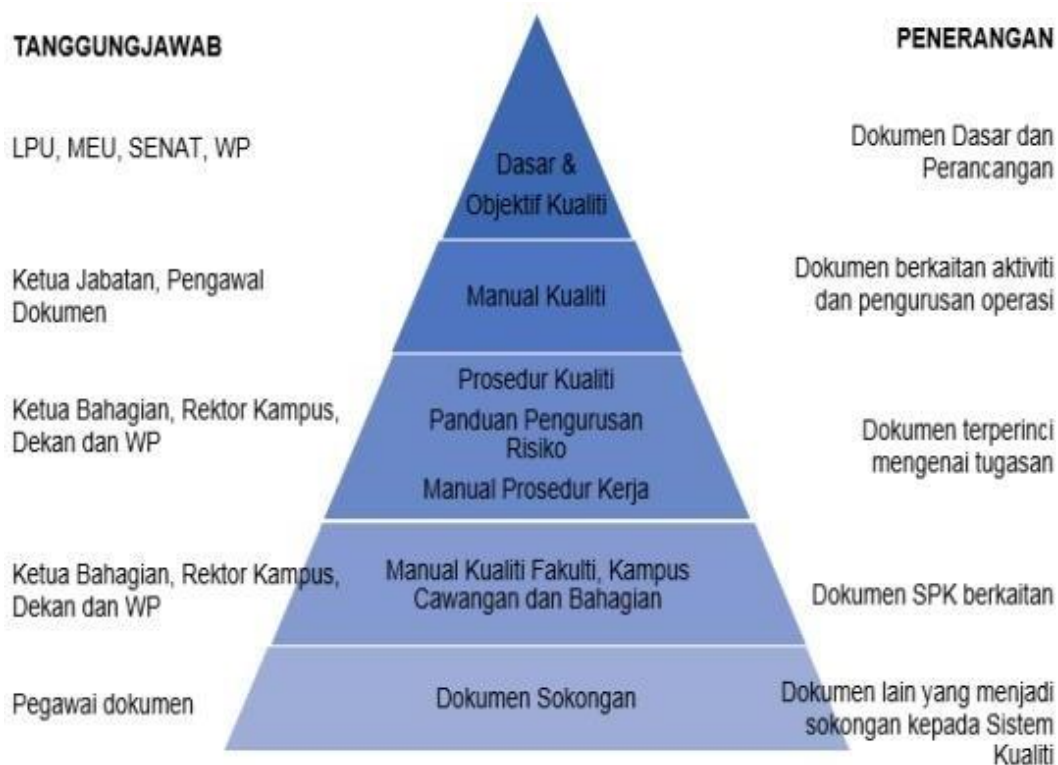 TANGGUNGJAWAB
PENERANGAN
LPU, MEU, SENAT, WP
Dasar &
Objektif Kualiti
Dokumen Dasar dan
Perancangan
Ketua Jabatan, Pengawal
Dokumen
Manual Kualiti
Dokumen berkaitan aktiviti
dan pengurusan operasi
Ketua Bahagian, Rektor Kampus,
Dekan dan WP
Prosedur Kualiti
Panduan Pengurusan
Risiko
Manual Prosedur Kerja
Dokumen terperinci
mengenai tugasan
Ketua Bahagian, Rektor Kampus,
Dekan dan WP
Manual Kualiti Fakulti, Kampus
Cawangan dan Bahagian
Dokumen SPK berkaitan
Pegawai dokumen
Dokumen Sokongan
Dokumen lain yang menjadi
sokongan kepada Sistem
Kualiti